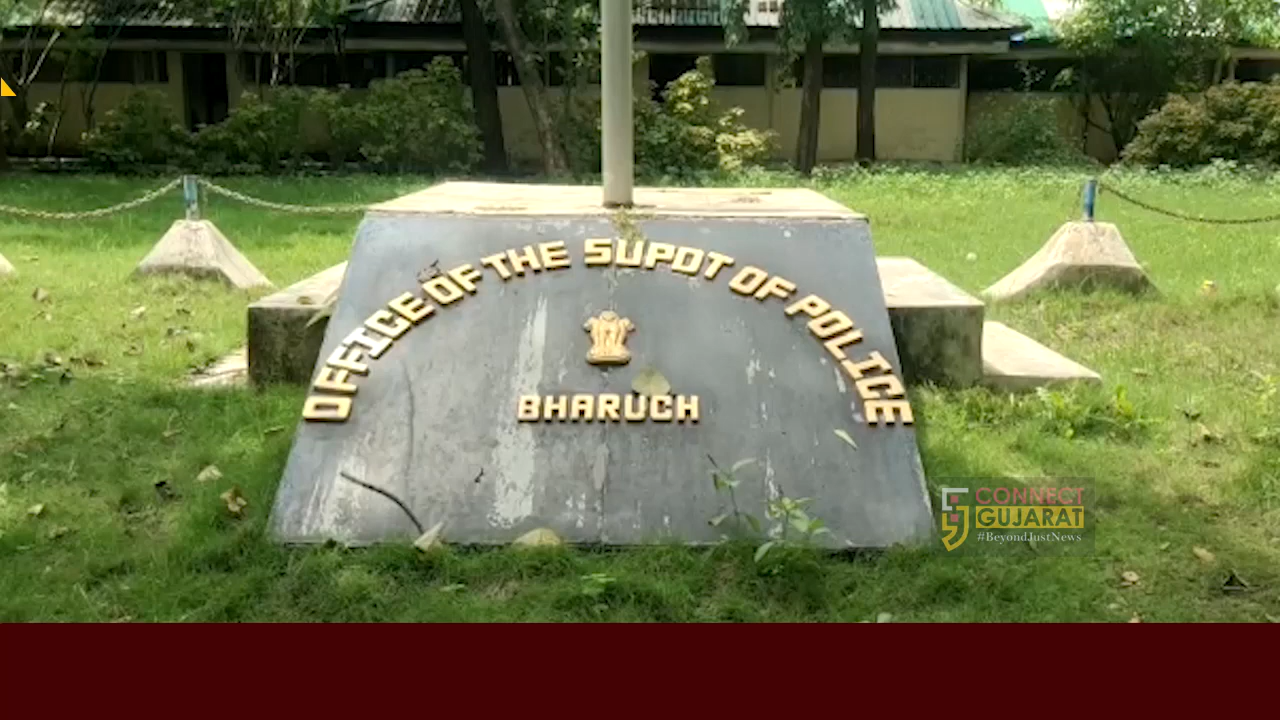 OFFICE OF THE SUPDT OF POLICE
BHARUCH
CONNECT
GUJARAT
#BeyondJustNews